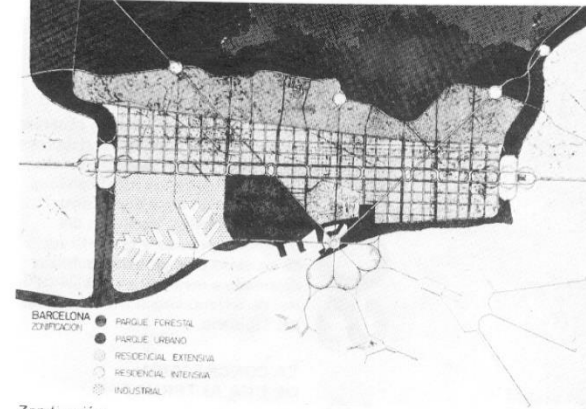 BARCELONA
ZONIFICACION
PARQUE FORESTAL
PARQUE URBANO
RESIDENCIAL EXTENSIVA
RESIDENCIAL INTENSIVA
INDUSTRIAL